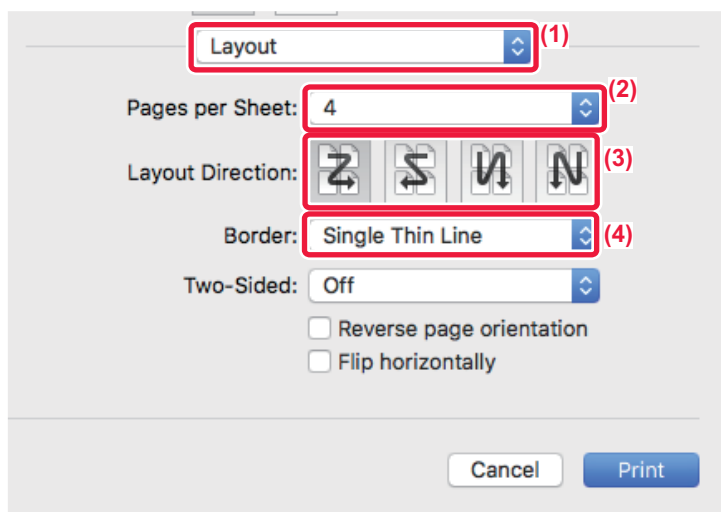 Layout (1)
Pages per Sheet: 4 (2)
Layout Direction: (3)
Border: Single Thin Line (4)
Two-Sided: Off
Reverse page orientation
Flip horizontally
Cancel Print